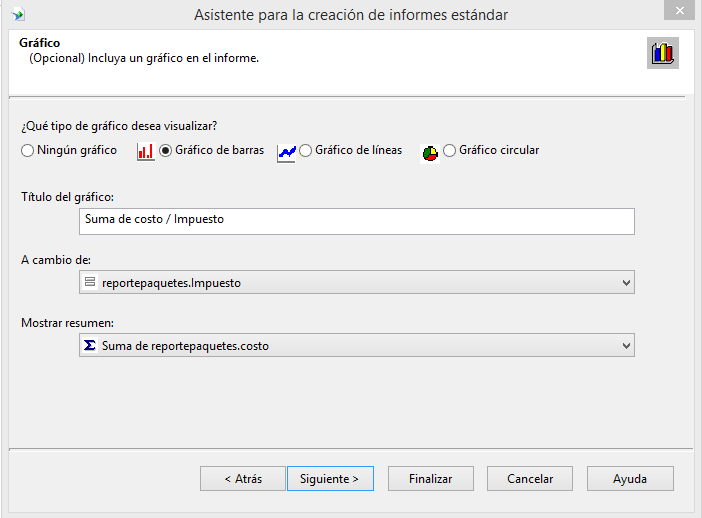 Asistente para la creación de informes estándar
Gráfico
(Opcional) Incluya un gráfico en el informe.
¿Qué tipo de gráfico desea visualizar?
Ningún gráfico Gráfico de barras Gráfico de líneas Gráfico circular
Título del gráfico:
Suma de costo / Impuesto
A cambio de:
reportepaquetes.Impuesto
Mostrar resumen:
Σ Suma de reportepaquetes.costo
< Atrás Siguiente > Finalizar Cancelar Ayuda